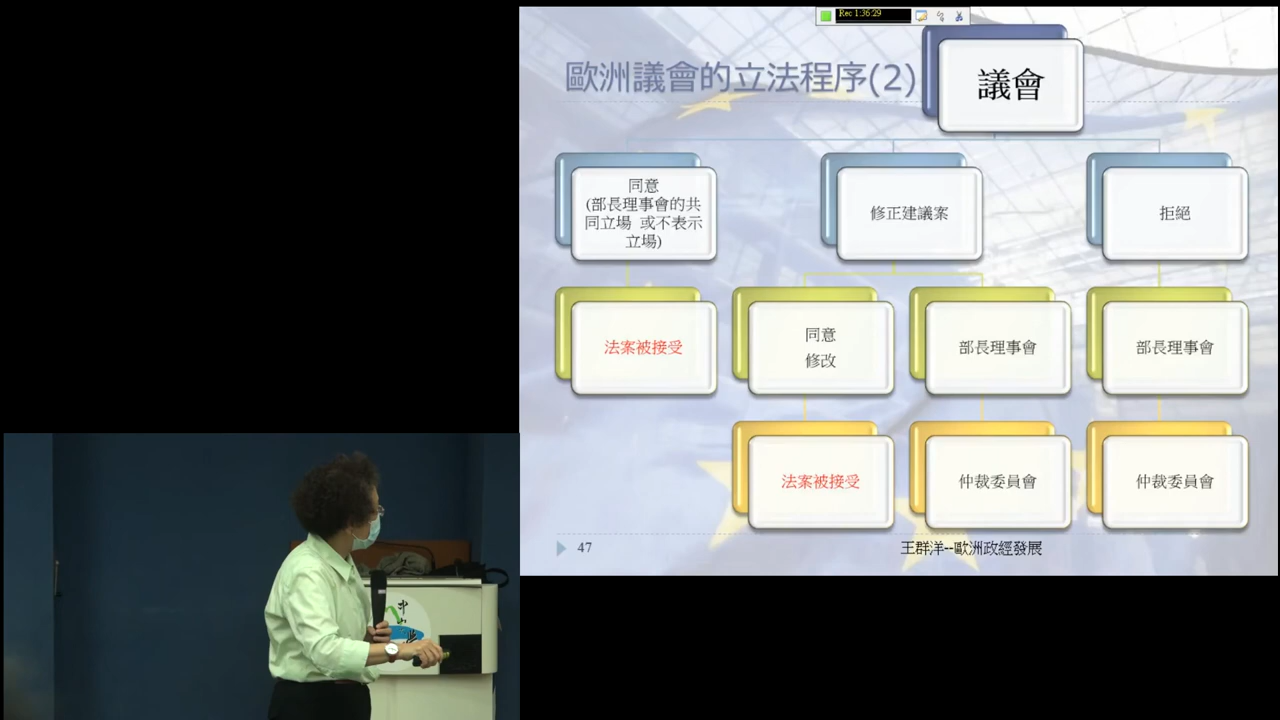 Rec 1:36:29
歐洲議會的立法程序(2)
議會
同意
(部長理事會的共
同立場 或不表示
立場)
修正建議案
拒絕
法案被接受
同意
修改
部長理事會
部長理事會
法案被接受
仲裁委員會
仲裁委員會
47
王群洋--歐洲政經發展
中
山